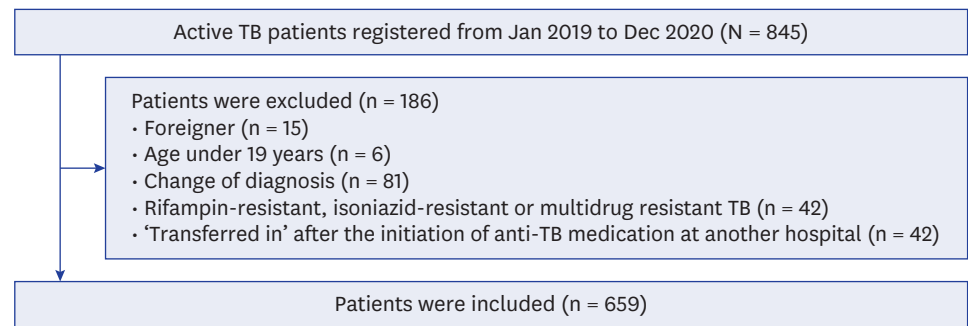 Active TB patients registered from Jan 2019 to Dec 2020 (N = 845)
Patients were excluded (n = 186)
· Foreigner (n = 15)
· Age under 19 years (n = 6)
· Change of diagnosis (n = 81)
· Rifampin-resistant, isoniazid-resistant or multidrug resistant TB (n = 42)
· ‘Transferred in’ after the initiation of anti-TB medication at another hospital (n = 42)
Patients were included (n = 659)